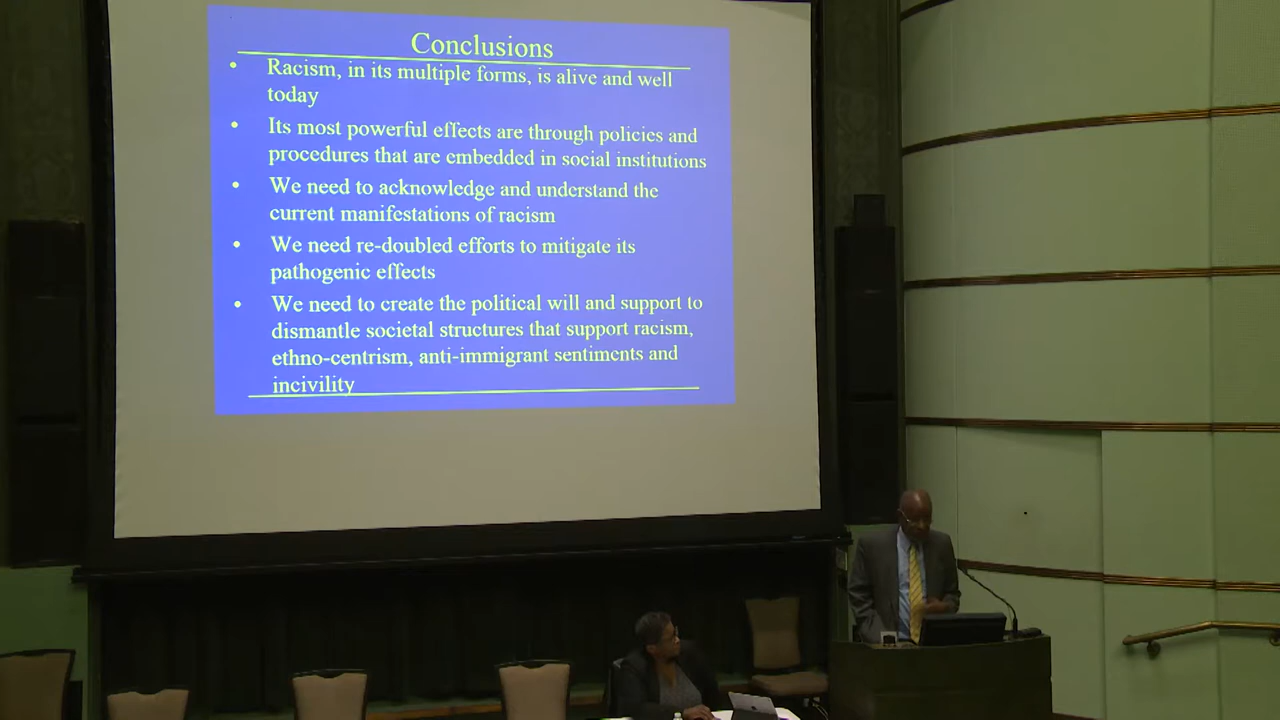 Conclusions
• Racism, in its multiple forms, is alive and well
today
• Its most powerful effects are through policies and
procedures that are embedded in social institutions
• We need to acknowledge and understand the
current manifestations of racism
• We need re-doubled efforts to mitigate its
pathogenic effects
• We need to create the political will and support to
dismantle societal structures that support racism,
ethno-centrism, anti-immigrant sentiments and
incivility